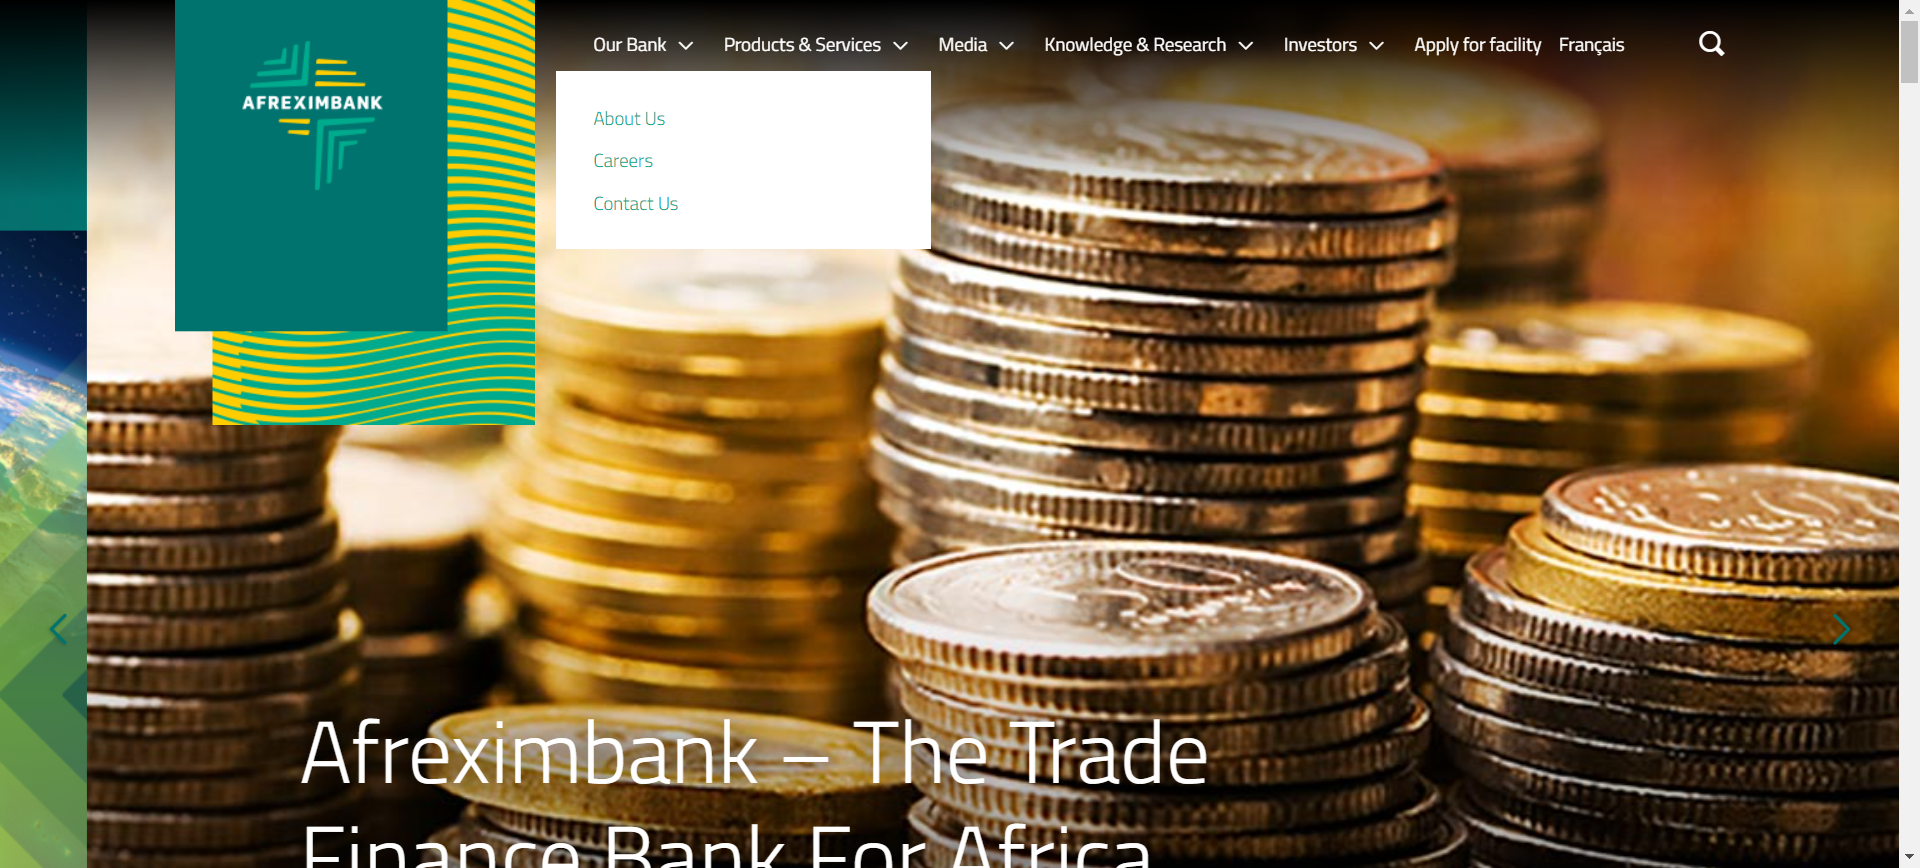 Our Bank Products & Services Media Knowledge & Research Investors Apply for facility Français
AFREXIMBANK
About Us
Careers
Contact Us
Afreximbank – The Trade
Finance Bank For Africa